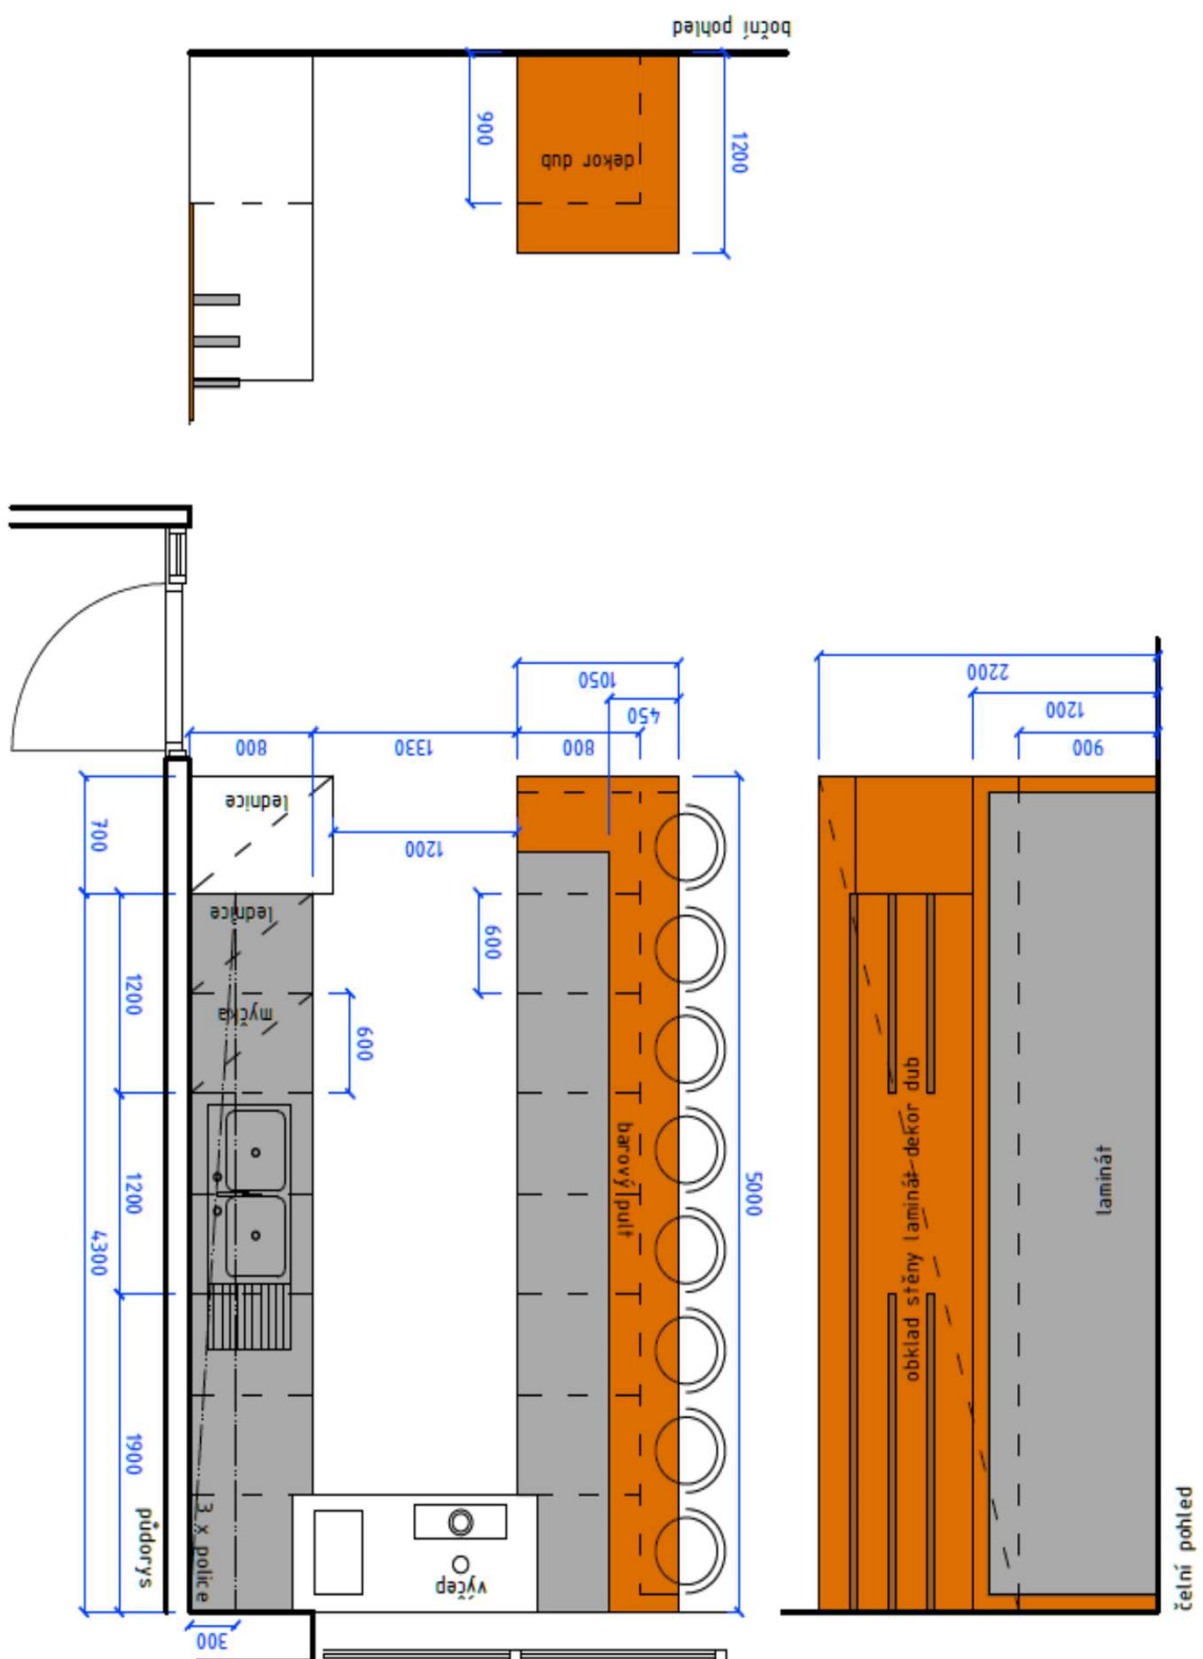 boční pohled
900
dekor dub
1200
1050
450
800
1330
800
2200
1200
900
lednice
700
1200
lednice
600
1200
myčka
600
1200
4300
1900
barový pult
5000
obklad stěny laminát dekor dub
laminát
3 x police
půdorys
výčep
300
čelní pohled